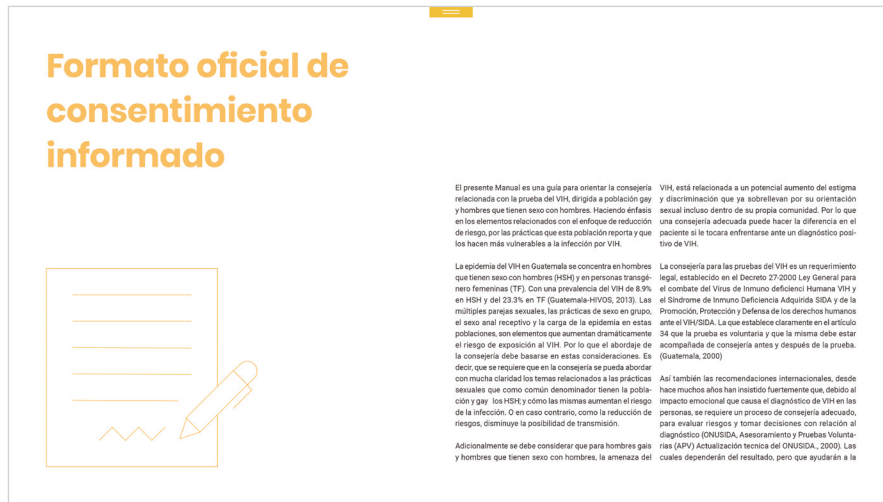 Formato oficial de
consentimiento
informado
El presente Manual es una guía para orientar la consejería
relacionada con la prueba del VIH, dirigida a población gay
y hombres que tienen sexo con hombres. Haciendo énfasis
en los elementos relacionados con el enfoque de reducción
de riesgo, por las prácticas que esta población reporta y que
los hacen más vulnerables a la infección por VIH.
La epidemia del VIH en Guatemala se concentra en hombres
que tienen sexo con hombres (HSH) y en personas transgé-
nero femeninas (TF). Con una prevalencia del VIH de 8.9%
en HSH y del 23.3% en TF (Guatemala-HIVOS, 2013). Las
múltiples parejas sexuales, las prácticas de sexo en grupo,
el sexo anal receptivo y la carga de la epidemia en estas
poblaciones, son elementos que aumentan dramáticamente
el riesgo de exposición al VIH. Por lo que el abordaje de
la consejería debe basarse en estas consideraciones. Es
decir, que se requiere que en la consejería se pueda abordar
con mucha claridad los temas relacionados a las prácticas
sexuales que como común denominador tienen la pobla-
ción y gay los HSH; y cómo las mismas aumentan el riesgo
de la infección. O en caso contrario, como la reducción de
riesgos, disminuye la posibilidad de transmisión.
Adicionalmente se debe considerar que para hombres gais
y hombres que tienen sexo con hombres, la amenaza del
VIH, está relacionada a un potencial aumento del estigma
y discriminación que ya sobrellevan por su orientación
sexual incluso dentro de su propia comunidad. Por lo que
una consejería adecuada puede hacer la diferencia en el
paciente si le tocara enfrentarse ante un diagnóstico posi-
tivo de VIH.
La consejería para las pruebas del VIH es un requerimiento
legal, establecido en el Decreto 27-2000 Ley General para
el combate del Virus de Inmuno deficienci Humana VIH y
el Síndrome de Inmuno Deficiencia Adquirida SIDA y de la
Promoción, Protección y Defensa de los derechos humanos
ante el VIH/SIDA. La que establece claramente en el artículo
34 que la prueba es voluntaria y que la misma debe estar
acompañada de consejería antes y después de la prueba.
(Guatemala, 2000)
Así también las recomendaciones internacionales, desde
hace muchos años han insistido fuertemente que, debido al
impacto emocional que causa el diagnóstico de VIH en las
personas, se requiere un proceso de consejería adecuado,
para evaluar riesgos y tomar decisiones con relación al
diagnóstico (ONUSIDA, Asesoramiento y Pruebas Volunta-
rias (APV) Actualización tecnica del ONUSIDA., 2000). Las
cuales dependerán del resultado, pero que ayudarán a la